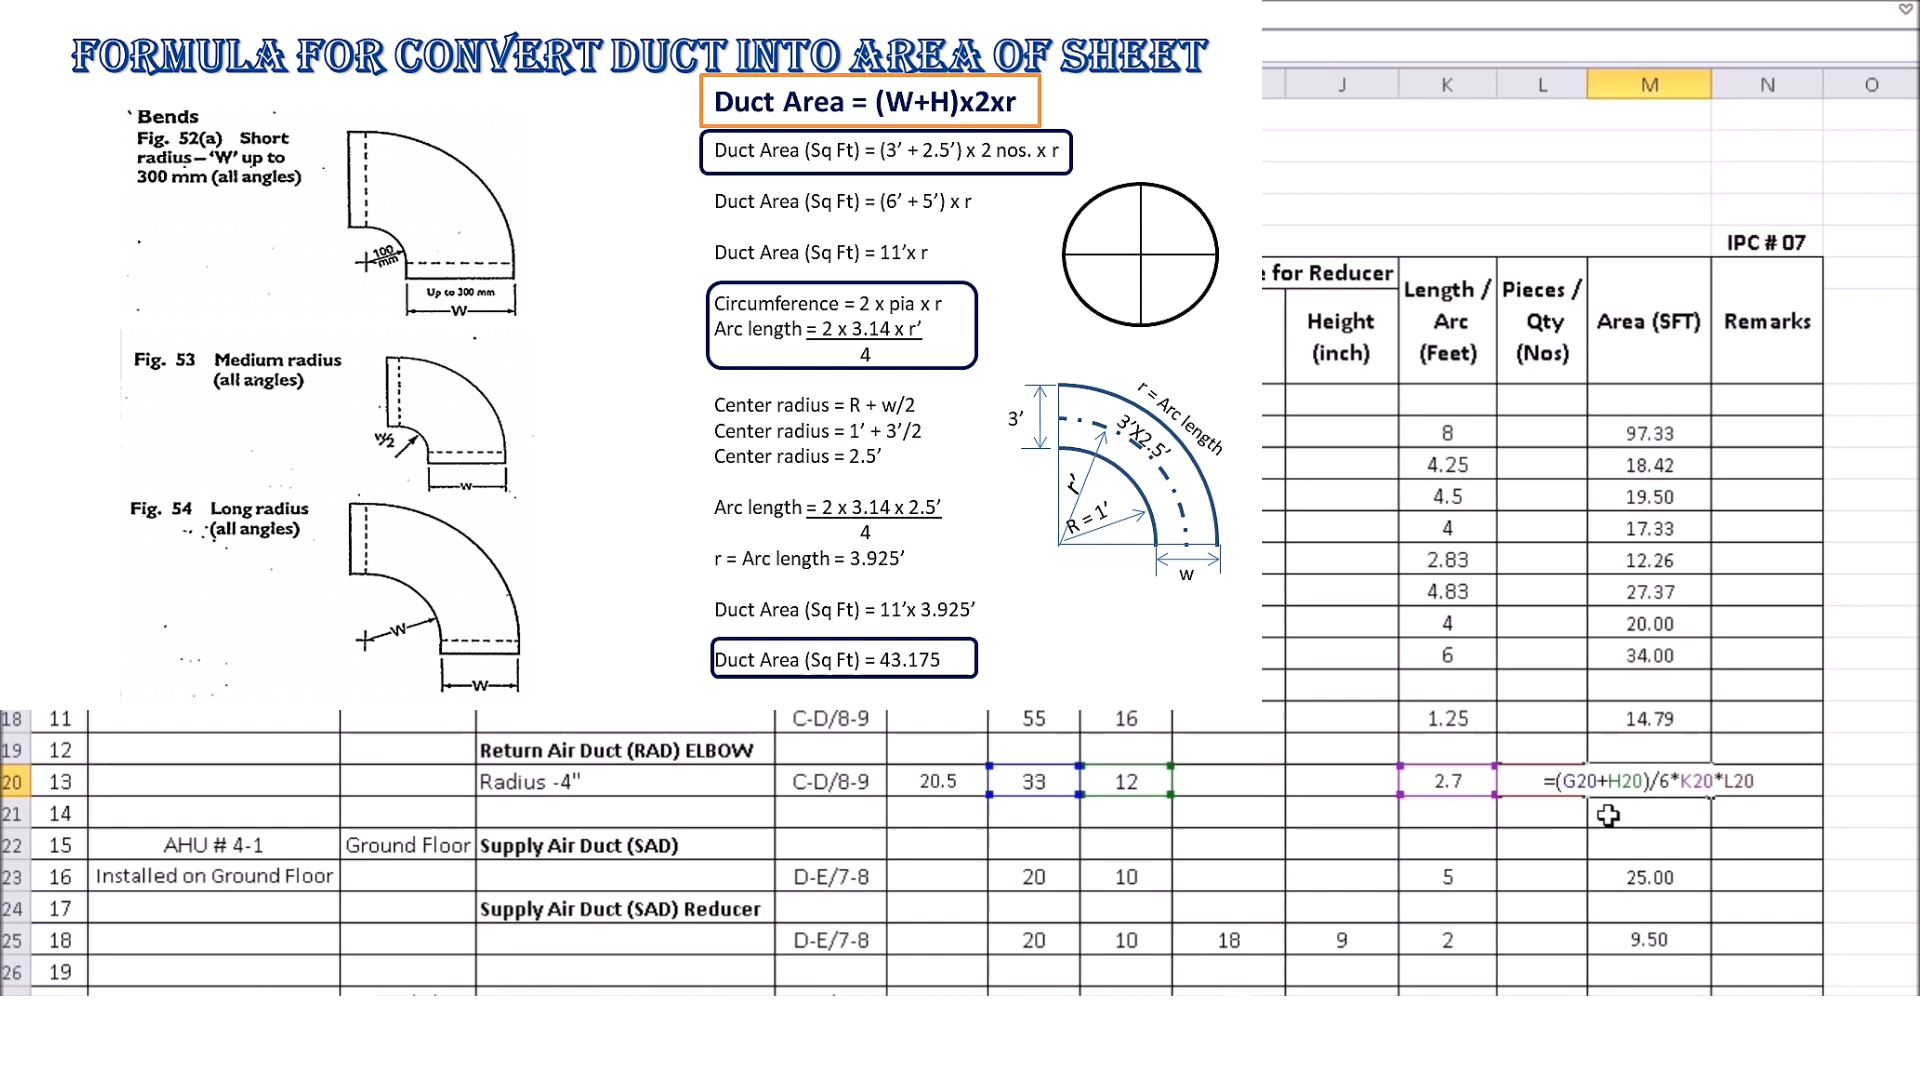 FORMULA FOR CONVERT DUCT INTO AREA OF SHEET
Bends
Fig. 52(a) Short
radius—‘W’ up to
300 mm (all angles)
100
mm
Up to 300 mm
W
Fig. 53 Medium radius
(all angles)
W/2
w
Fig. 54 Long radius
(all angles)
W
W
Duct Area = (W+H)x2xr
Duct Area (Sq Ft) = (3’ + 2.5’) x 2 nos. x r
Duct Area (Sq Ft) = (6’ + 5’) x r
Duct Area (Sq Ft) = 11’x r
Circumference = 2 x pia x r
Arc length = 2 x 3.14 x r’
4
Center radius = R + w/2
Center radius = 1’ + 3’/2
Center radius = 2.5’
Arc length = 2 x 3.14 x 2.5’
4
r = Arc length = 3.925’
Duct Area (Sq Ft) = 11’x 3.925’
Duct Area (Sq Ft) = 43.175
3’
r = Arc length
3’X2.5’
r’
R = 1’
w
J K L M N O
IPC # 07
for Reducer
Height
(inch)
Length /
Arc
(Feet)
Pieces /
Qty
(Nos)
Area (SFT)
Remarks
8 97.33
4.25 18.42
4.5 19.50
4 17.33
2.83 12.26
4.83 27.37
4 20.00
6 34.00
18 11 C-D/8-9 55 16 1.25 14.79
19 12 Return Air Duct (RAD) ELBOW
20 13 Radius -4" C-D/8-9 20.5 33 12 2.7 =(G20+H20)/6*K20*L20
21 14
22 15 AHU # 4-1 Ground Floor Supply Air Duct (SAD)
23 16 Installed on Ground Floor D-E/7-8 20 10 5 25.00
24 17 Supply Air Duct (SAD) Reducer
25 18 D-E/7-8 20 10 18 9 2 9.50
26 19